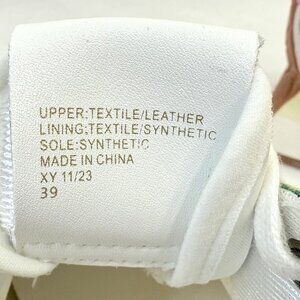 UPPER:TEXTILE/LEATHER
LINING:TEXTILE/SYNTHETIC
SOLE:SYNTHETIC
MADE IN CHINA
XY 11/23
39